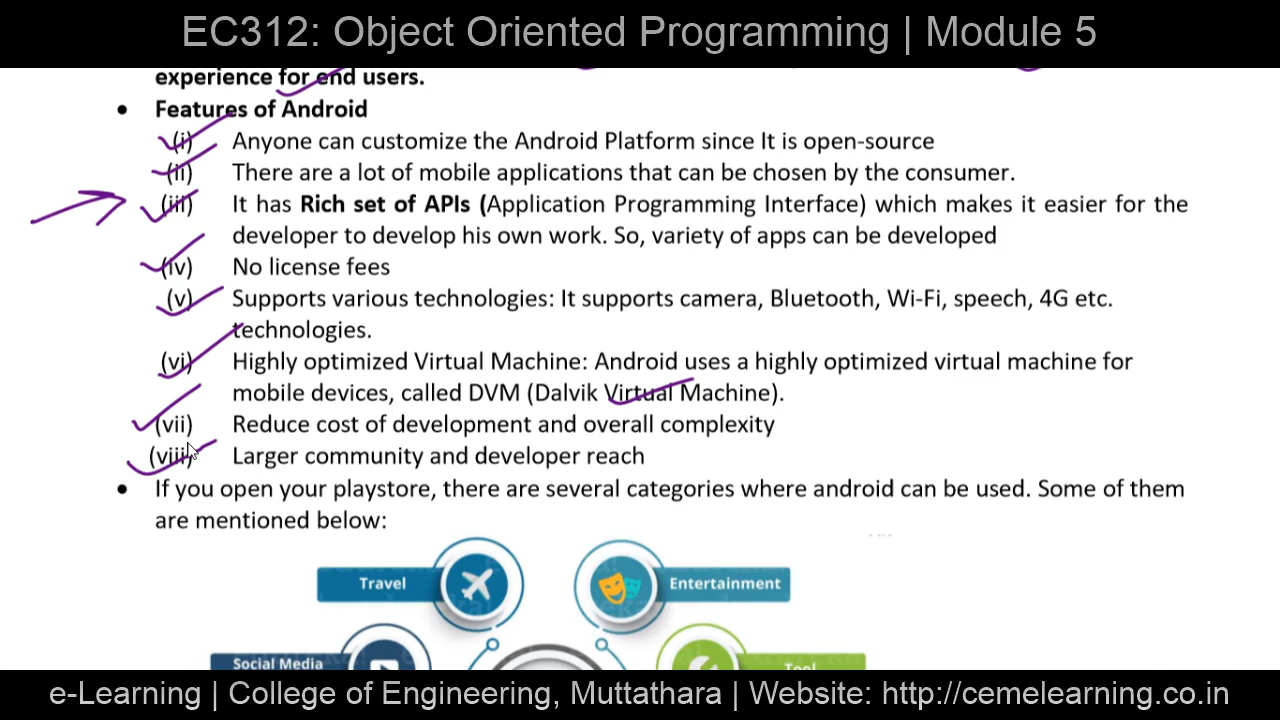 EC312: Object Oriented Programming | Module 5
experience for end users.
• Features of Android
(i) Anyone can customize the Android Platform since It is open-source
(ii) There are a lot of mobile applications that can be chosen by the consumer.
(iii) It has Rich set of APIs (Application Programming Interface) which makes it easier for the
developer to develop his own work. So, variety of apps can be developed
(iv) No license fees
(v) Supports various technologies: It supports camera, Bluetooth, Wi-Fi, speech, 4G etc.
technologies.
(vi) Highly optimized Virtual Machine: Android uses a highly optimized virtual machine for
mobile devices, called DVM (Dalvik Virtual Machine).
(vii) Reduce cost of development and overall complexity
(viii) Larger community and developer reach
• If you open your playstore, there are several categories where android can be used. Some of them
are mentioned below:
Travel
Entertainment
Social Media
Tool
e-Learning | College of Engineering, Muttathara | Website: http://cemelearning.co.in